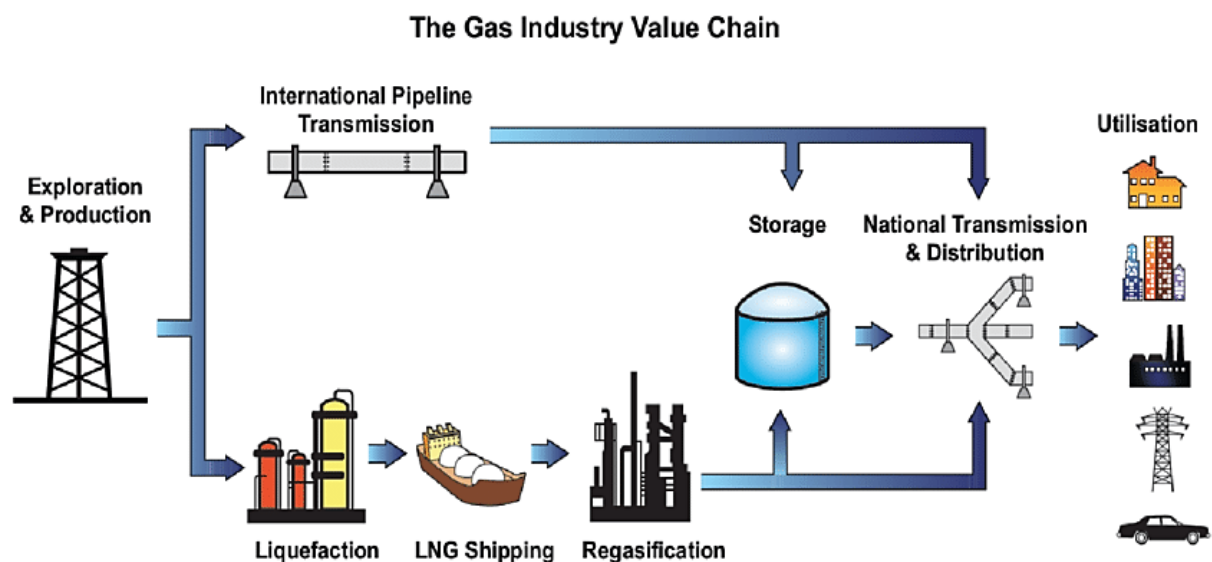 The Gas Industry Value Chain
International Pipeline
Transmission
Utilisation
Exploration
& Production
Storage
National Transmission
& Distribution
Liquefaction
LNG Shipping
Regasification